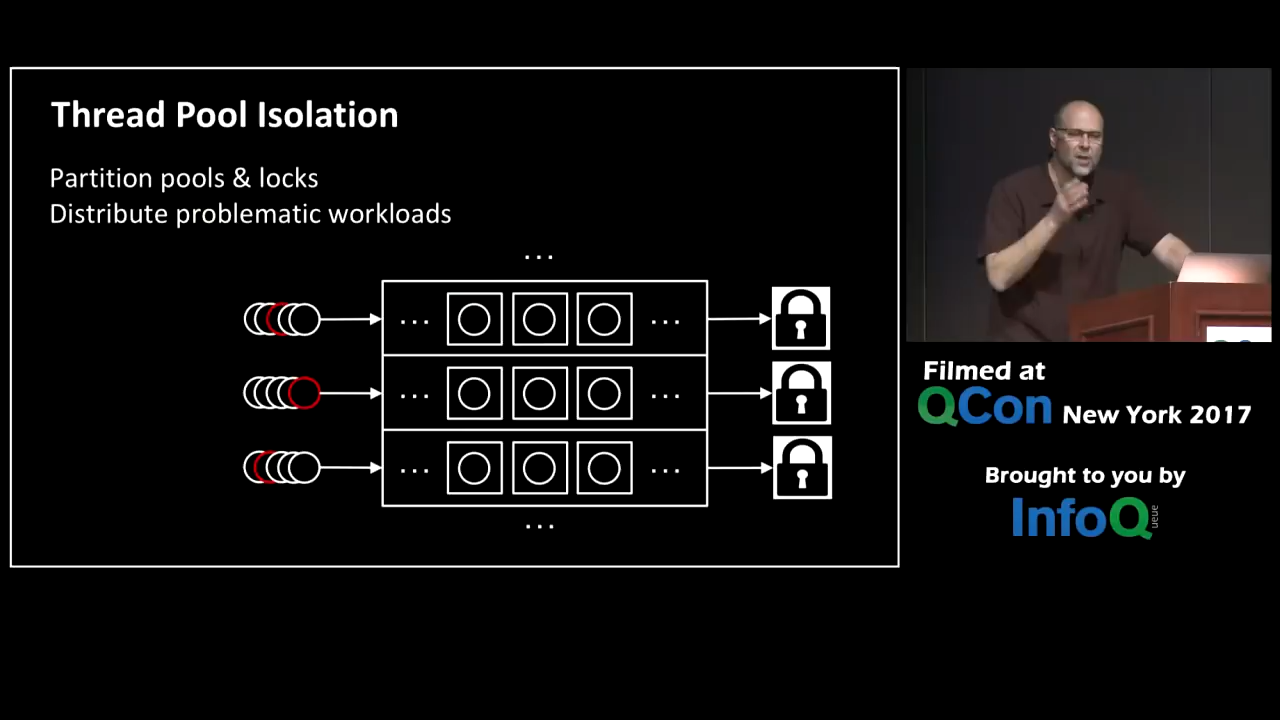 Thread Pool Isolation
Partition pools & locks
Distribute problematic workloads
...
... ...
... ...
... ...
...
Filmed at
QCon New York 2017
Brought to you by
InfoQ
ueue